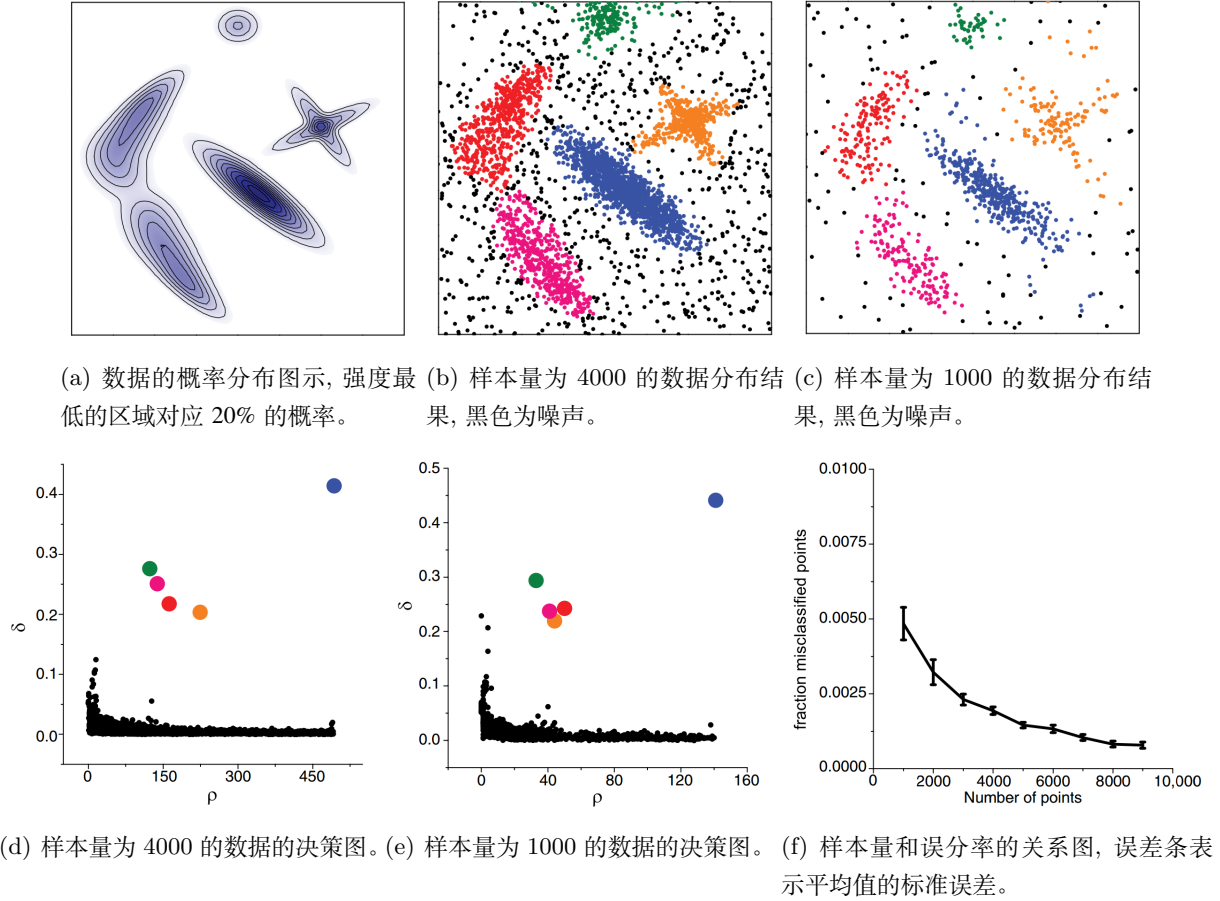 (a) 数据的概率分布图示, 强度最
低的区域对应 20% 的概率。
(b) 样本量为 4000 的数据分布结
果, 黑色为噪声。
(c) 样本量为 1000 的数据分布结
果, 黑色为噪声。
0.4
0.3
0.2
0.1
0.0
δ
0 150 300 450
ρ
(d) 样本量为 4000 的数据的决策图。
0.5
0.4
0.3
0.2
0.1
0.0
δ
0 40 80 120 160
ρ
(e) 样本量为 1000 的数据的决策图。
0.0100
0.0075
0.0050
0.0025
0.0000
fraction misclassified points
0 2000 4000 6000 8000 10,000
Number of points
(f) 样本量和误分率的关系图, 误差条表
示平均值的标准误差。